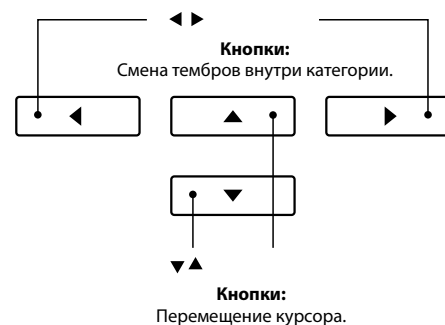 ◀ ▶
Кнопки:
Смена тембров внутри категории.
◀ ▲ ▶
▼
▼▲
Кнопки:
Перемещение курсора.